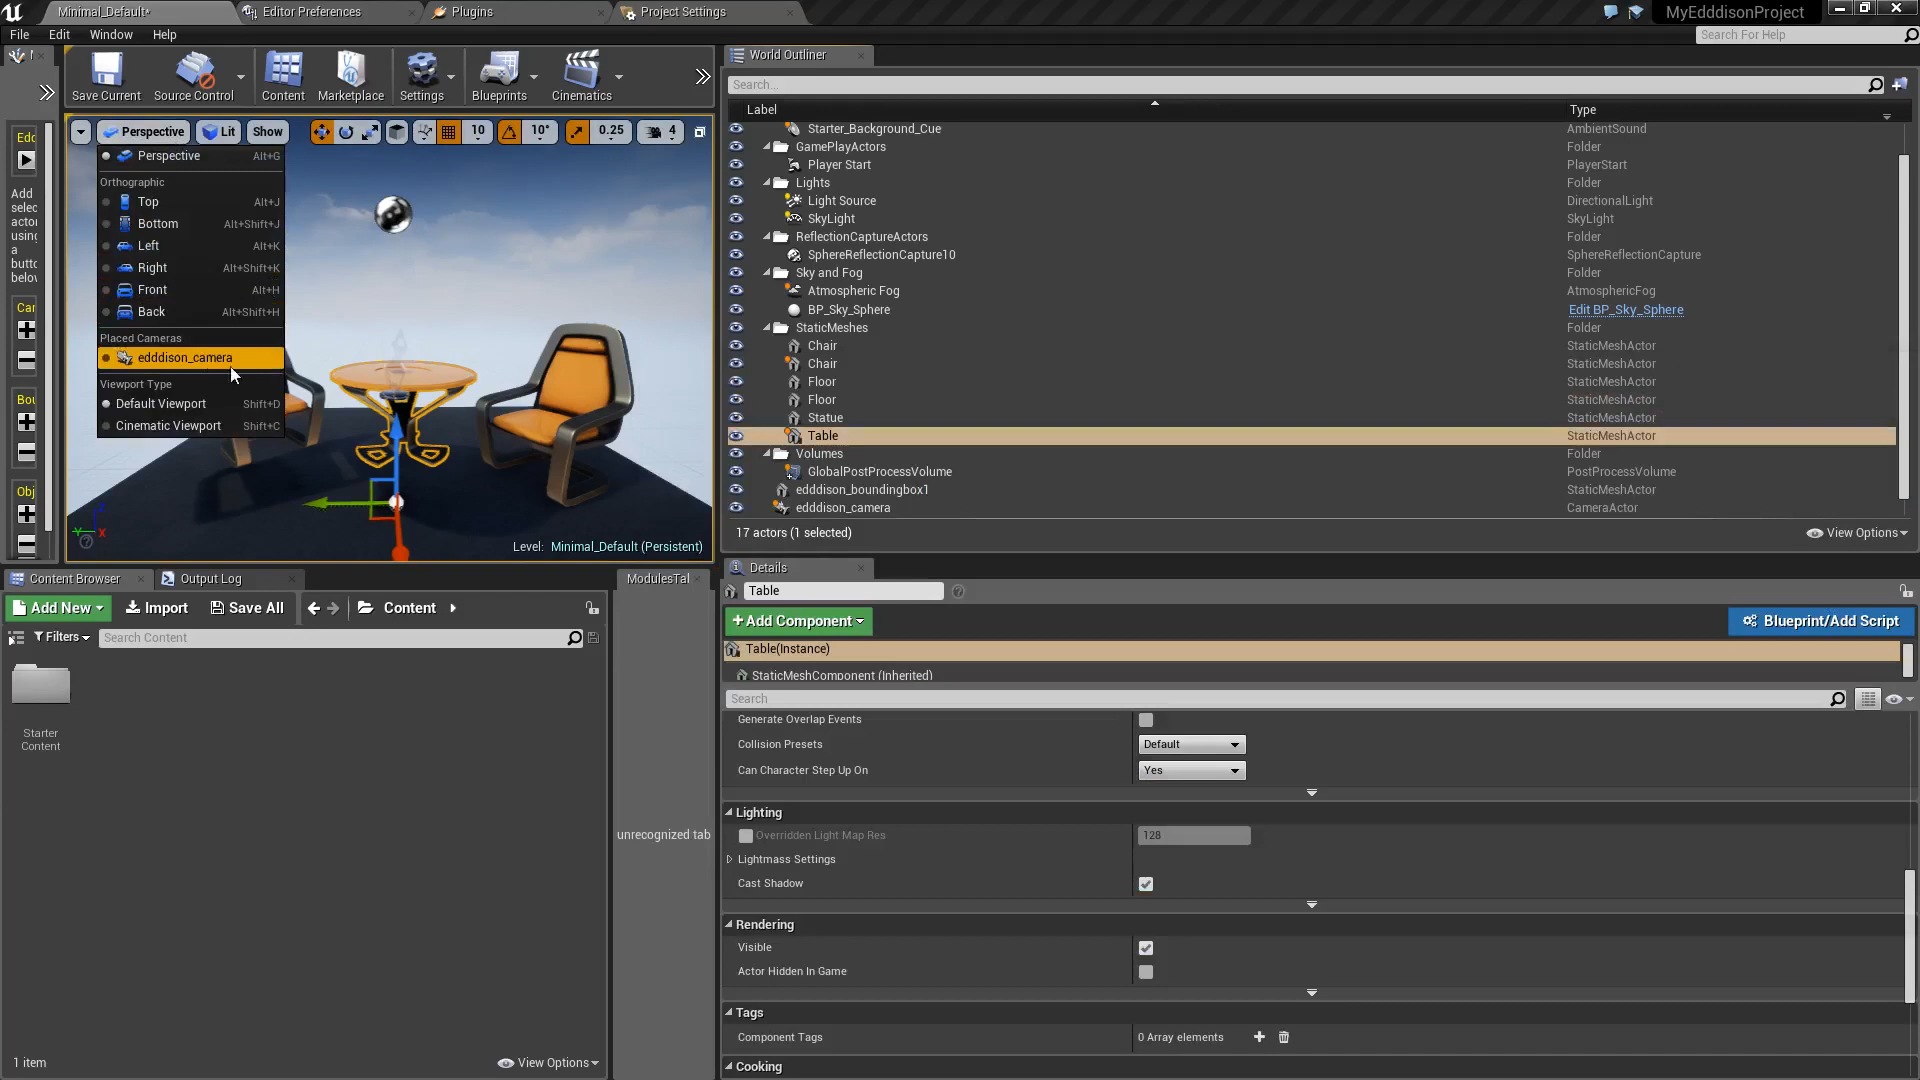 Minimal_Default*
Editor Preferences
Plugins
Project Settings
MyEdddisonProject
File
Edit
Window
Help
Search For Help
Save Current
Source Control
Content
Marketplace
Settings
Blueprints
Cinematics
World Outliner
Search...
Label
Type
Perspective
Lit
Show
10
10°
0.25
4
Perspective Alt+G
Orthographic
Top Alt+J
Bottom Alt+Shift+J
Left Alt+K
Right Alt+Shift+K
Front Alt+H
Back Alt+Shift+H
Placed Cameras
edddison_camera
Viewport Type
Default Viewport Shift+D
Cinematic Viewport Shift+C
Edd
Add
selec
actor
using
a
butto
below
Can
Bou
Obj
Z
Y
X
Level: Minimal_Default (Persistent)
Starter_Background_Cue AmbientSound
GamePlayActors Folder
Player Start PlayerStart
Lights Folder
Light Source DirectionalLight
SkyLight SkyLight
ReflectionCaptureActors Folder
SphereReflectionCapture10 SphereReflectionCapture
Sky and Fog Folder
Atmospheric Fog AtmosphericFog
BP_Sky_Sphere Edit BP_Sky_Sphere
StaticMeshes Folder
Chair StaticMeshActor
Chair StaticMeshActor
Floor StaticMeshActor
Floor StaticMeshActor
Statue StaticMeshActor
Table StaticMeshActor
Volumes Folder
GlobalPostProcessVolume PostProcessVolume
edddison_boundingbox1 StaticMeshActor
edddison_camera CameraActor
17 actors (1 selected)
View Options
Content Browser
Output Log
ModulesTal
Add New
Import
Save All
Content
Filters
Search Content
Starter
Content
unrecognized tab
1 item
View Options
Details
Table
Add Component
Blueprint/Add Script
Table(Instance)
StaticMeshComponent (Inherited)
Search
Generate Overlap Events
Collision Presets Default
Can Character Step Up On Yes
Lighting
Overridden Light Map Res 128
Lightmass Settings
Cast Shadow
Rendering
Visible
Actor Hidden In Game
Tags
Component Tags 0 Array elements
Cooking